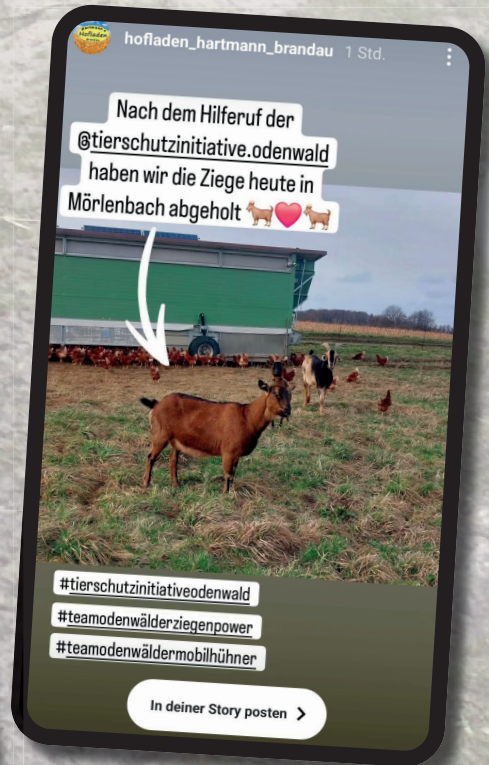 Hofladen
hofladen_hartmann_brandau 1 Std.
Nach dem Hilferuf der
@tierschutzinitiative.odenwald
haben wir die Ziege heute in
Mörlenbach abgeholt 🐐❤️🐐
#tierschutzinitiativeodenwald
#teamodenwälderziegenpower
#teamodenwäldermobilhühner
In deiner Story posten >